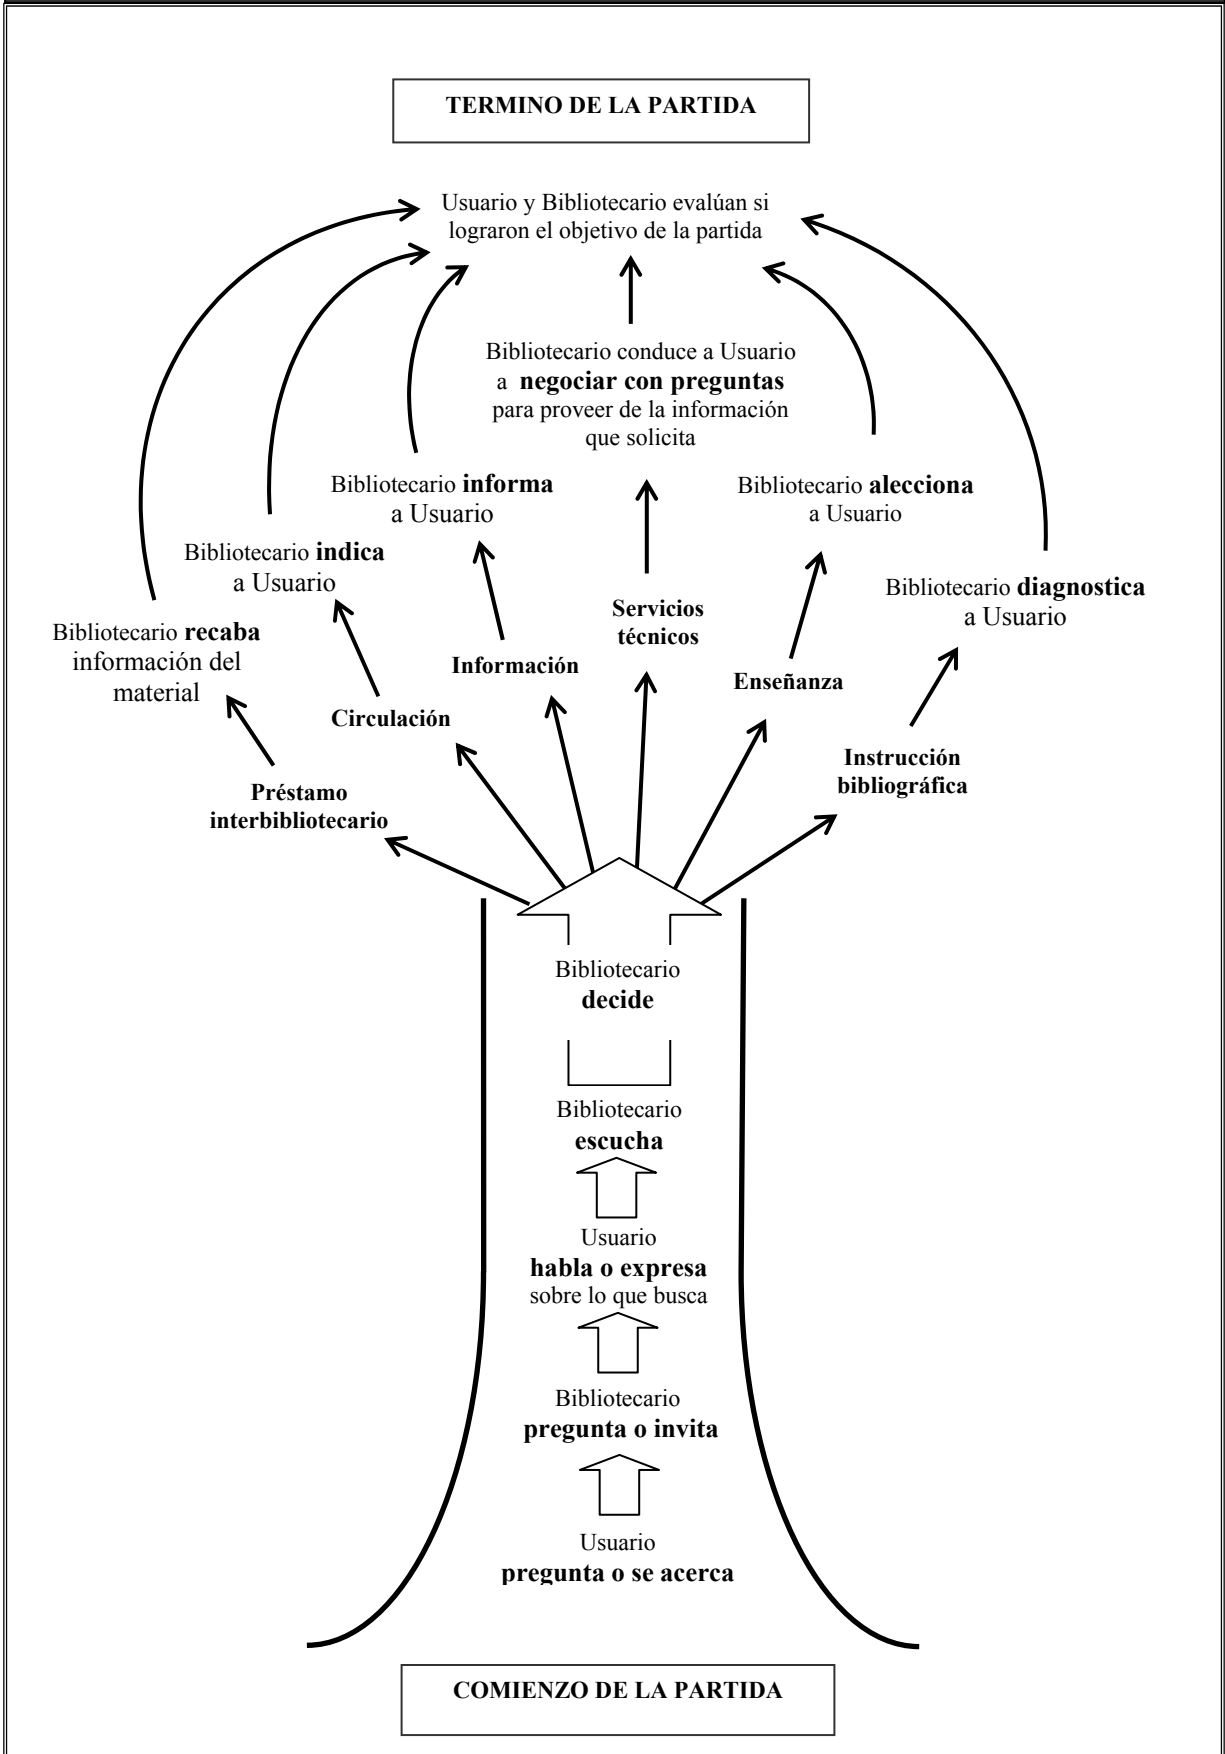 TERMINO DE LA PARTIDA
Usuario y Bibliotecario evalúan si
lograron el objetivo de la partida
Bibliotecario conduce a Usuario
a negociar con preguntas
para proveer de la información
que solicita
Bibliotecario informa
a Usuario
Bibliotecario alecciona
a Usuario
Bibliotecario indica
a Usuario
Bibliotecario diagnostica
a Usuario
Bibliotecario recaba
información del
material
Servicios
técnicos
Información
Enseñanza
Circulación
Instrucción
bibliográfica
Préstamo
interbibliotecario
Bibliotecario
decide
Bibliotecario
escucha
Usuario
habla o expresa
sobre lo que busca
Bibliotecario
pregunta o invita
Usuario
pregunta o se acerca
COMIENZO DE LA PARTIDA